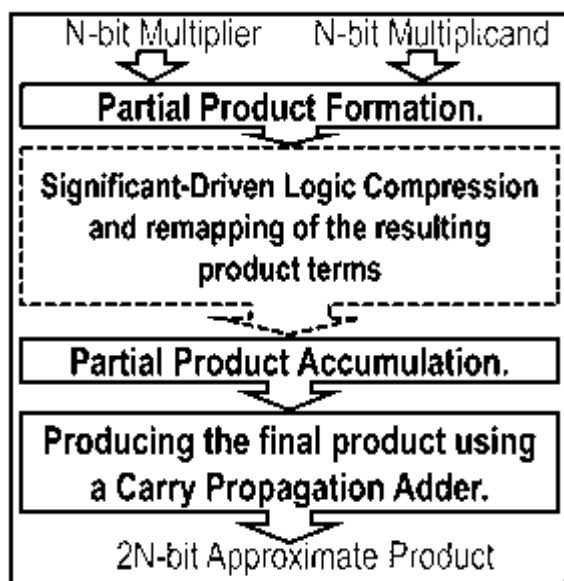 N-bit Multiplier N-bit Multiplicand
Partial Product Formation.
Significant-Driven Logic Compression
and remapping of the resulting
product terms
Partial Product Accumulation.
Producing the final product using
a Carry Propagation Adder.
2N-bit Approximate Product